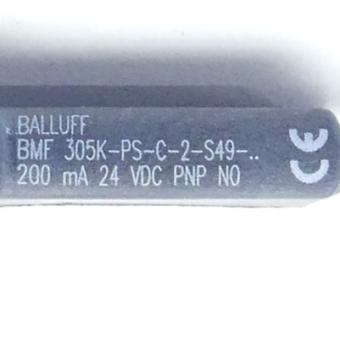 BALLUFF
BMF 305K-PS-C-2-S49-..
200 mA 24 VDC PNP NO
CE